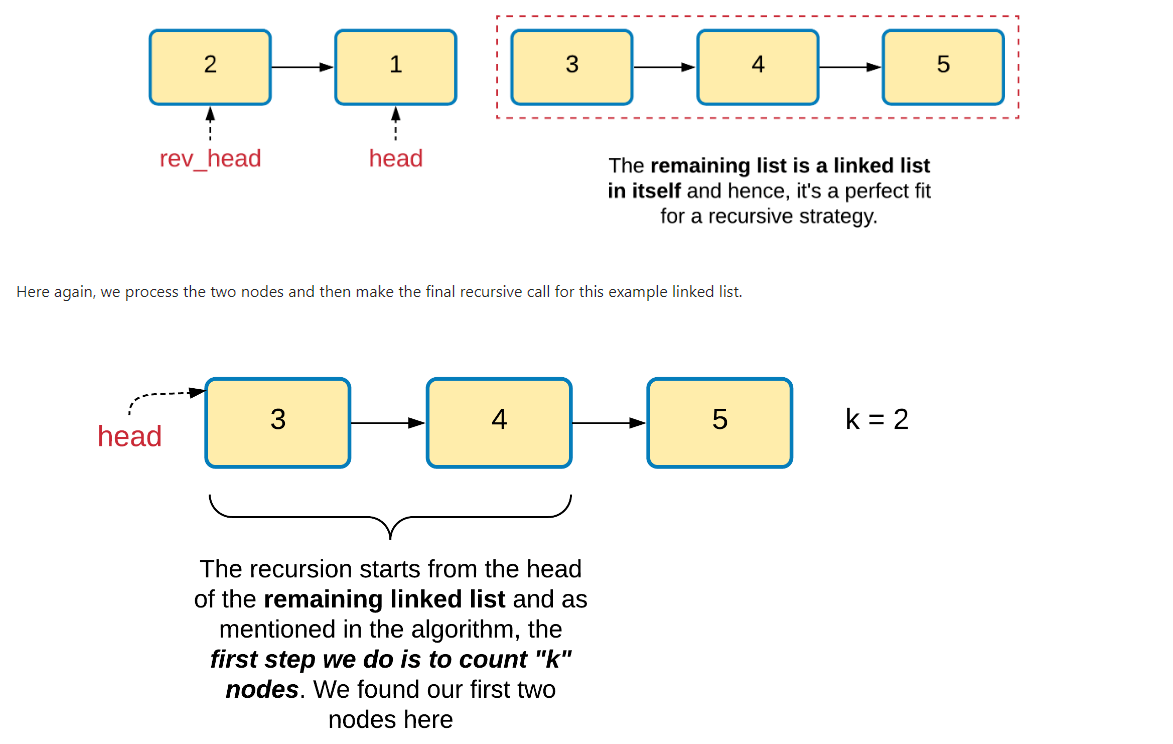 2 1 3 4 5
rev_head head
The remaining list is a linked list
in itself and hence, it's a perfect fit
for a recursive strategy.
Here again, we process the two nodes and then make the final recursive call for this example linked list.
3 4 5 k = 2
head
The recursion starts from the head
of the remaining linked list and as
mentioned in the algorithm, the
first step we do is to count "k"
nodes. We found our first two
nodes here